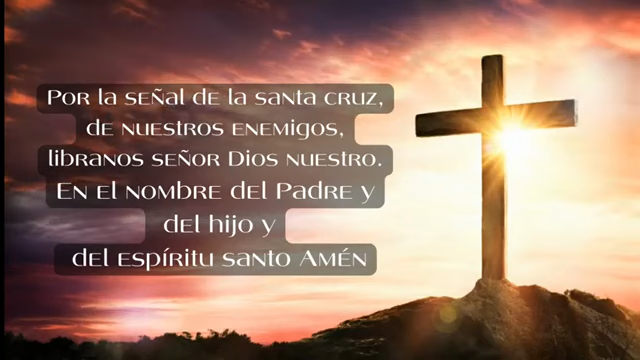 Por la señal de la santa cruz,
de nuestros enemigos,
libranos señor Dios nuestro.
En el nombre del Padre y
del hijo y
del espíritu santo Amén